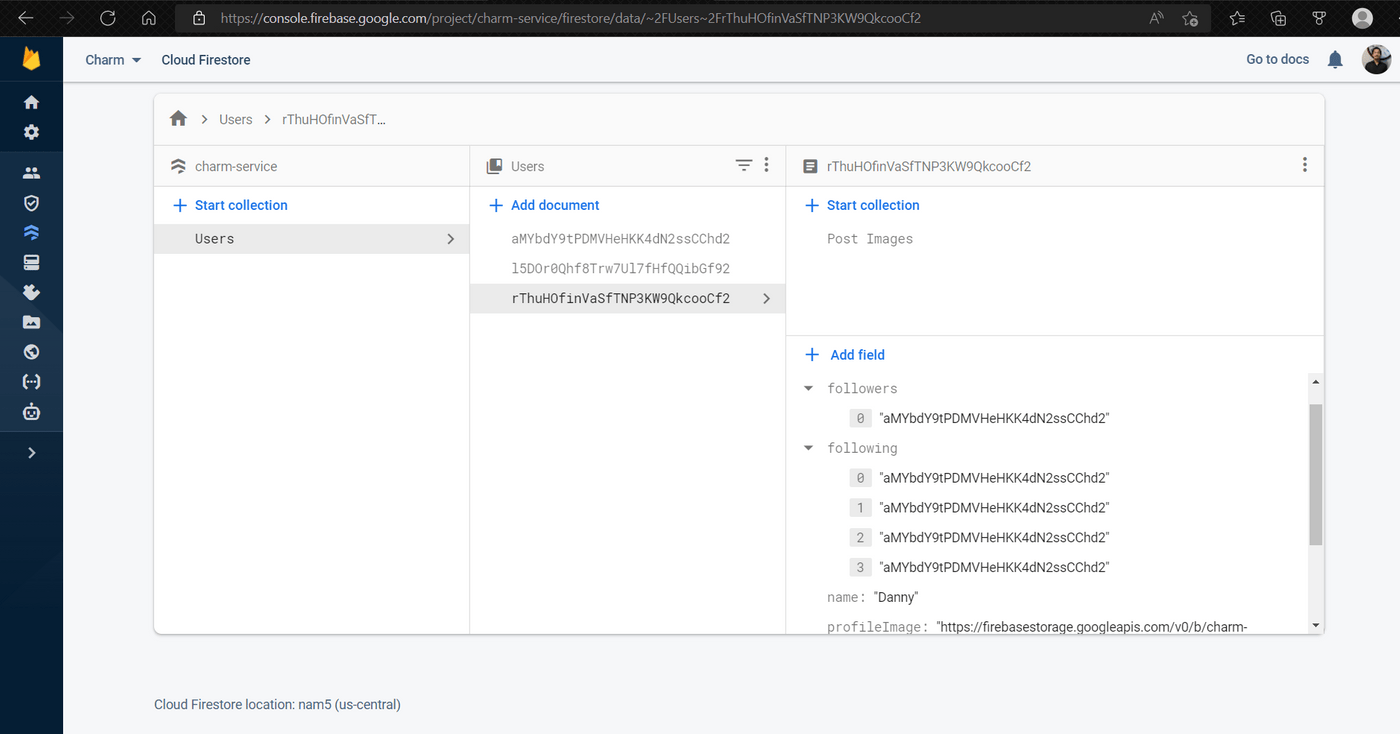 https://console.firebase.google.com/project/charm-service/firestore/data/~2FUsers~2FrThuHOfinVaSfTNP3KW9QkcooCf2
Charm Cloud Firestore Go to docs
Users rThuHOfinVaSfT...
charm-service Users rThuHOfinVaSfTNP3KW9QkcooCf2
Start collection Add document Start collection
Users aMYbdY9tPDMVHeHKK4dN2ssCChd2 Post Images
l5DOr0Qhf8Trw7Ul7fHfQQibGf92
rThuHOfinVaSfTNP3KW9QkcooCf2
Add field
followers
0 "aMYbdY9tPDMVHeHKK4dN2ssCChd2"
following
0 "aMYbdY9tPDMVHeHKK4dN2ssCChd2"
1 "aMYbdY9tPDMVHeHKK4dN2ssCChd2"
2 "aMYbdY9tPDMVHeHKK4dN2ssCChd2"
3 "aMYbdY9tPDMVHeHKK4dN2ssCChd2"
name: "Danny"
profileImage: "https://firebasestorage.googleapis.com/v0/b/charm-
Cloud Firestore location: nam5 (us-central)